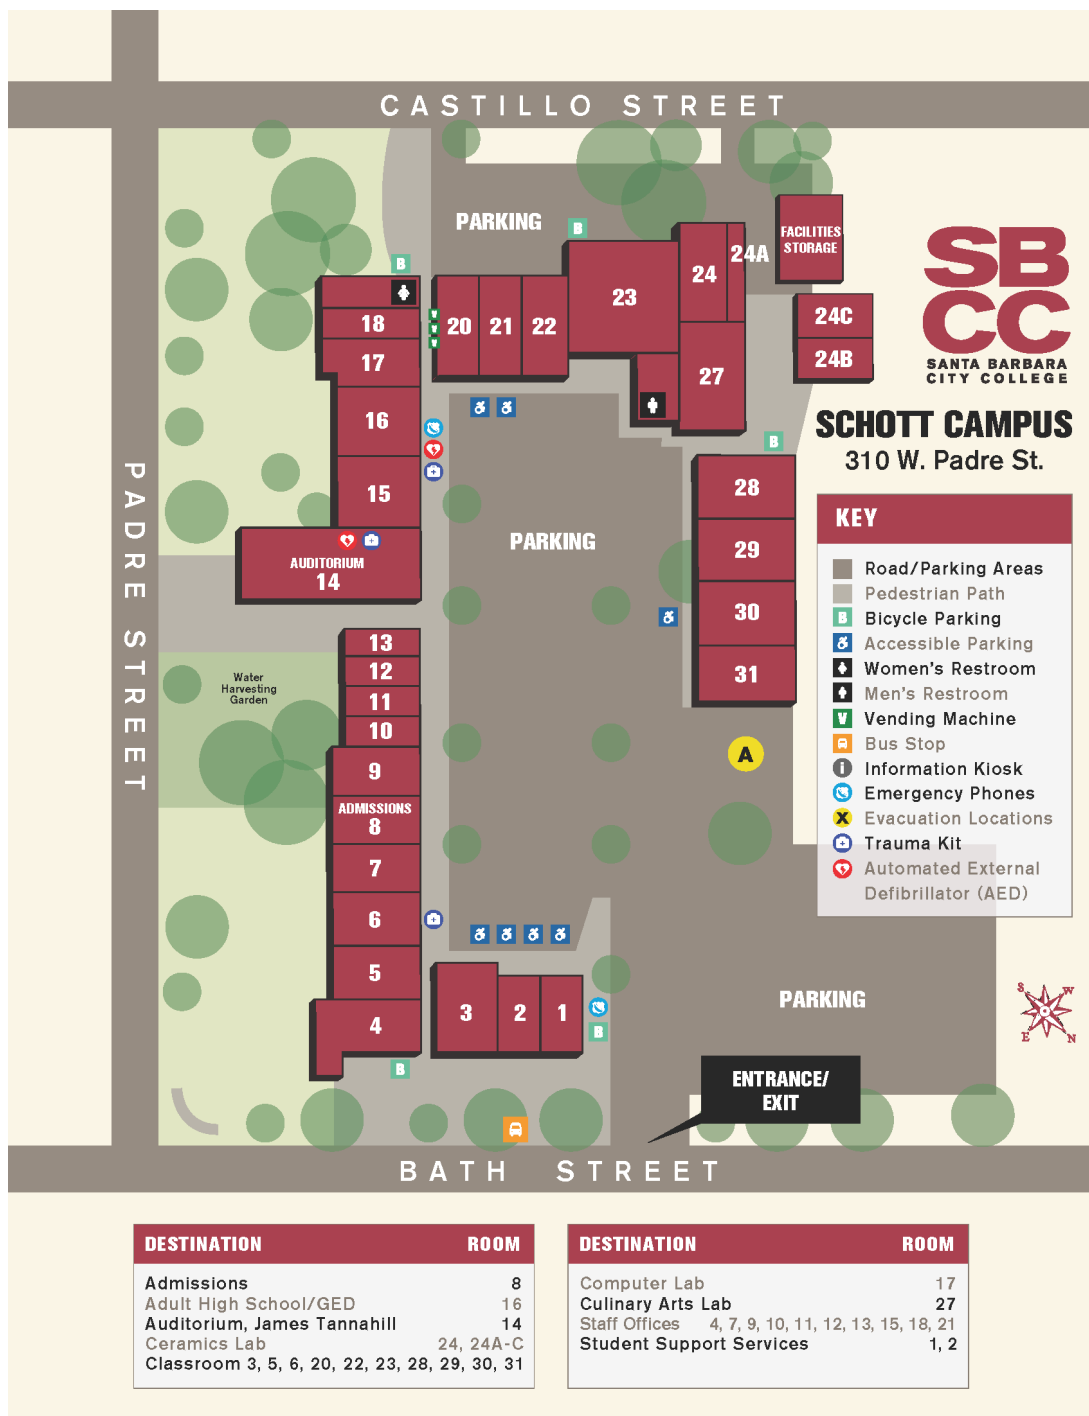 CASTILLO STREET
PARKING
B
FACILITIES
STORAGE
24A
24
B
23
18
20
21
22
24C
17
27
24B
SBCC
SANTA BARBARA
CITY COLLEGE
16
SCHOTT CAMPUS
310 W. Padre St.
B
15
28
PARKING
29
AUDITORIUM
14
30
31
PADRE STREET
13
12
11
10
9
Water
Harvesting
Garden
ADMISSIONS
8
7
6
5
4
A
KEY
Road/Parking Areas
Pedestrian Path
B Bicycle Parking
Accessible Parking
Women's Restroom
Men's Restroom
V Vending Machine
Bus Stop
i Information Kiosk
Emergency Phones
X Evacuation Locations
Trauma Kit
Automated External
Defibrillator (AED)
3
2
1
B
B
PARKING
S
W
E
N
ENTRANCE/
EXIT
BATH STREET
DESTINATION ROOM
Admissions 8
Adult High School/GED 16
Auditorium, James Tannahill 14
Ceramics Lab 24, 24A-C
Classroom 3, 5, 6, 20, 22, 23, 28, 29, 30, 31
DESTINATION ROOM
Computer Lab 17
Culinary Arts Lab 27
Staff Offices 4, 7, 9, 10, 11, 12, 13, 15, 18, 21
Student Support Services 1, 2